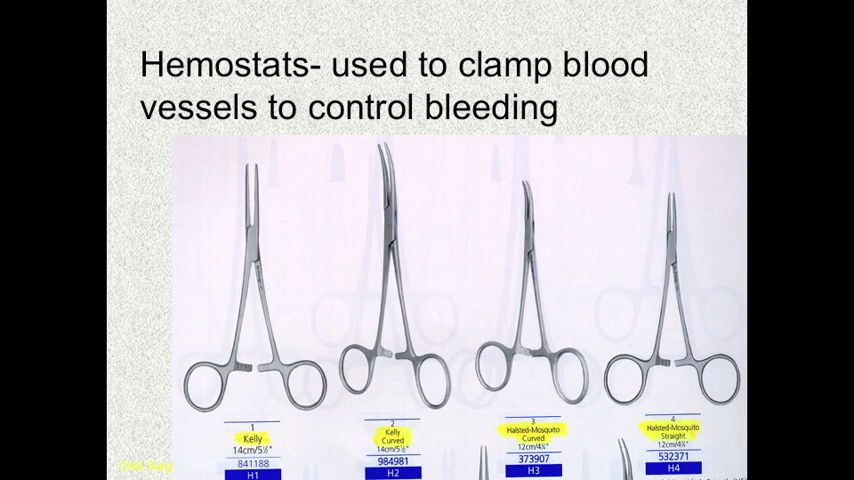 Hemostats- used to clamp blood
vessels to control bleeding
1
Kelly
14cm/5½"
841188
H1
2
Kelly
Curved
14cm/5½"
984981
H2
3
Halsted-Mosquito
Curved
12cm/4¾"
373907
H3
4
Halsted-Mosquito
Straight
12cm/4¾"
532371
H4